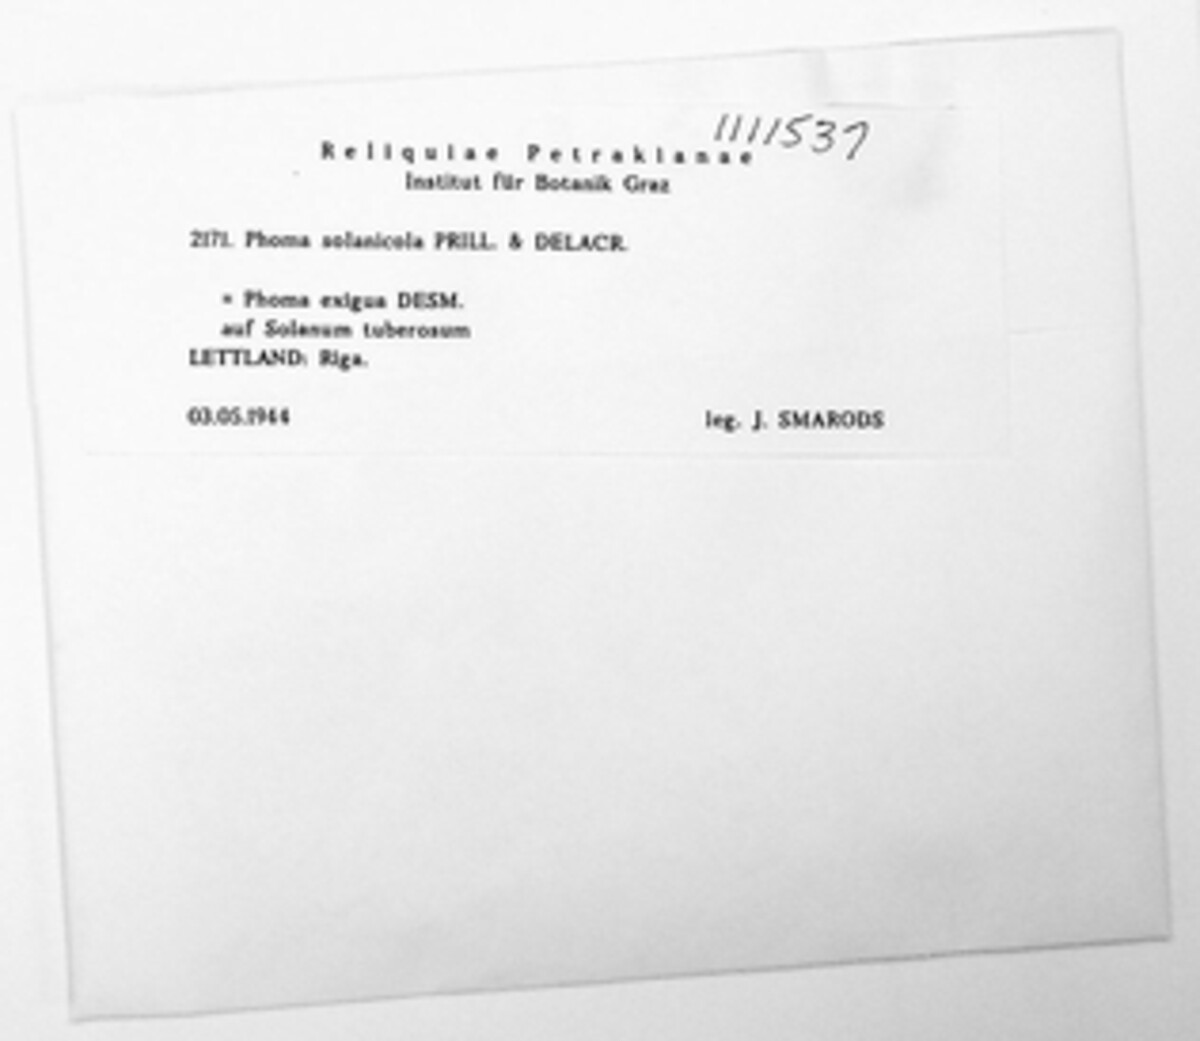 1111537
Reliquiae Petrakianae
Institut für Botanik Graz
2171. Phoma solanicola PRILL. & DELACR.
= Phoma exigua DESM.
auf Solanum tuberosum
LETTLAND: Riga.
03.05.1944
leg. J. SMARODS